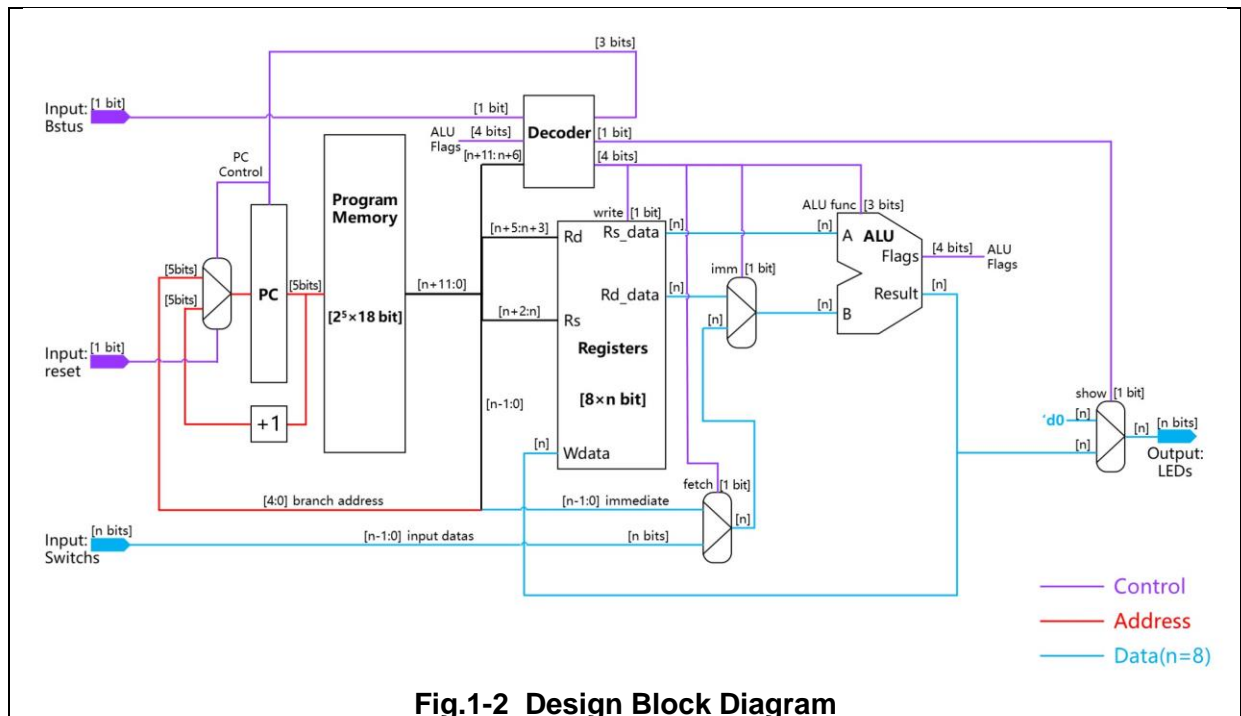 [3 bits]
Input: [1 bit]
Bstus
[1 bit]
ALU [4 bits]
Flags
[n+11: n+6]
Decoder
[1 bit]
[4 bits]
PC
Control
Program
Memory
[2⁵×18 bit]
[5bits]
[5bits]
PC
[5bits]
[n+11:0]
Input: [1 bit]
reset
+1
[n+5:n+3]
[n+2:n]
[n-1:0]
write [1 bit]
Rd
Rs_data
[n]
Rd_data
[n]
Rs
Registers
[8×n bit]
[n]
Wdata
imm [1 bit]
[n]
[n]
ALU func [3 bits]
[n]
A ALU
Flags
[4 bits] ALU
Flags
Result
[n]
B
show [1 bit]
'd0 [n]
[n]
[n]
[n bits]
Output:
LEDs
fetch [1 bit]
[4:0] branch address
[n-1:0] immediate
[n]
Input: [n bits]
Switchs
[n-1:0] input datas
[n bits]
Control
Address
Data(n=8)
Fig.1-2 Design Block Diagram